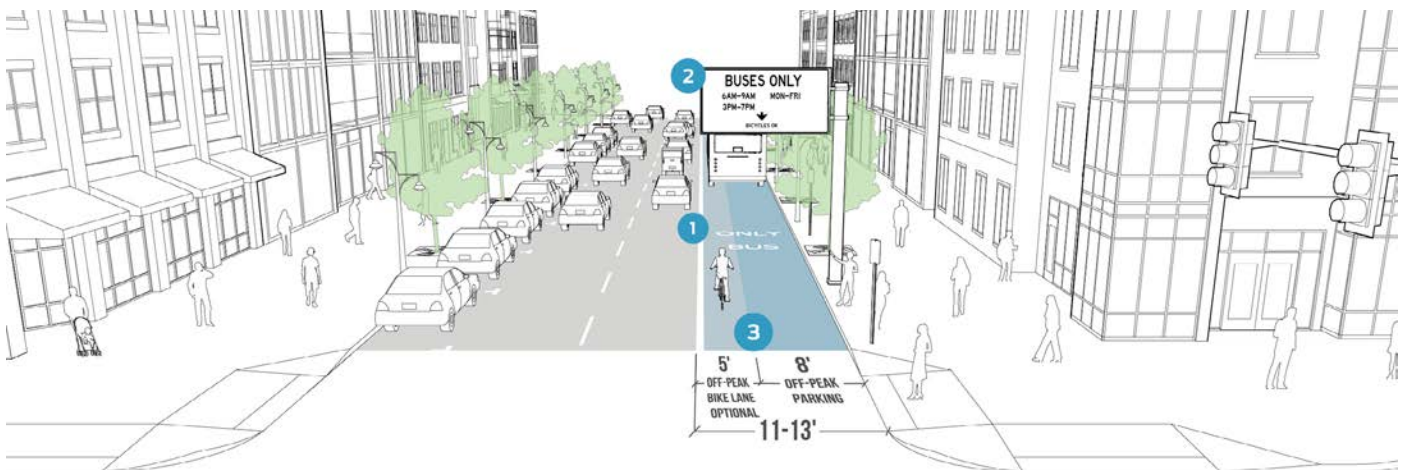 2
BUSES ONLY
6AM-9AM MON-FRI
3PM-7PM
BICYCLES OK
1
ONLY
BUS
3
5' 8'
OFF-PEAK OFF-PEAK
BIKE LANE PARKING
OPTIONAL
11-13'